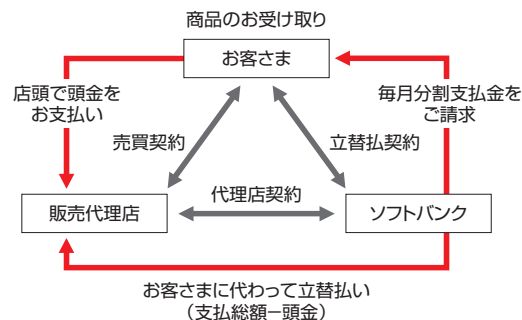 商品のお受け取り
お客さま
店頭で頭金を
お支払い
毎月分割支払金を
ご請求
売買契約
立替払契約
代理店契約
販売代理店
ソフトバンク
お客さまに代わって立替払い
（支払総額ー頭金）